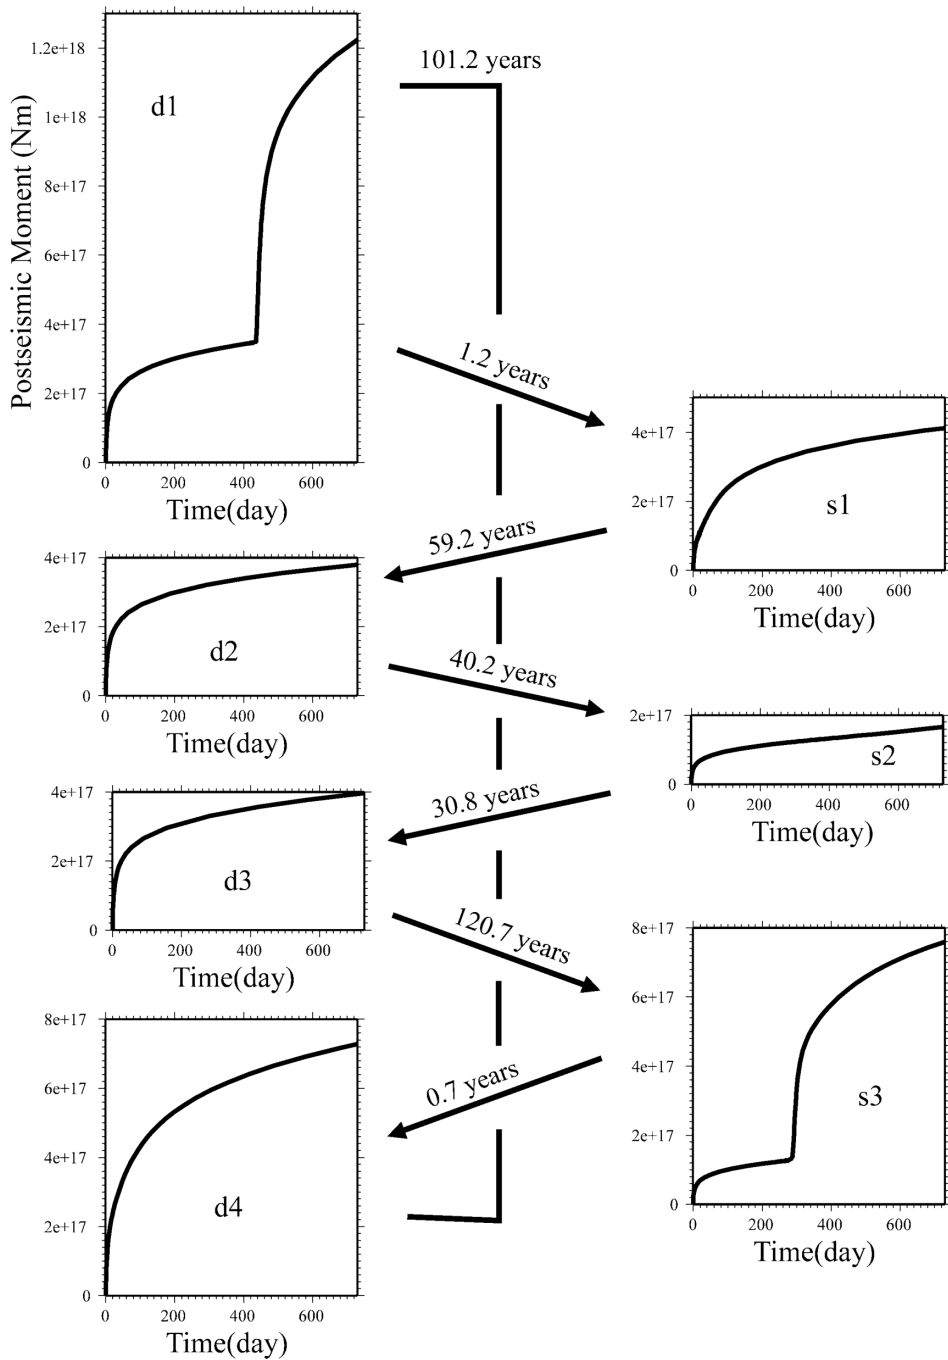 Postseismic Moment (Nm)
1.2e+18
1e+18
8e+17
6e+17
4e+17
2e+17
0
d1
0 200 400 600
Time(day)
101.2 years
1.2 years
4e+17
2e+17
0
s1
0 200 400 600
Time(day)
59.2 years
4e+17
2e+17
0
d2
0 200 400 600
Time(day)
40.2 years
2e+17
0
s2
0 200 400 600
Time(day)
30.8 years
4e+17
2e+17
0
d3
0 200 400 600
Time(day)
120.7 years
8e+17
6e+17
4e+17
2e+17
0
s3
0 200 400 600
Time(day)
0.7 years
8e+17
6e+17
4e+17
2e+17
0
d4
0 200 400 600
Time(day)